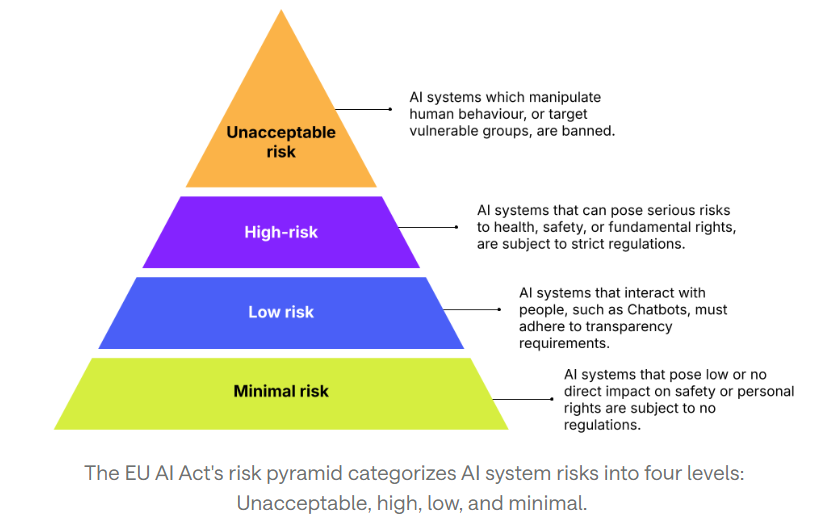 Unacceptable
risk
AI systems which manipulate
human behaviour, or target
vulnerable groups, are banned.
High-risk
AI systems that can pose serious risks
to health, safety, or fundamental rights,
are subject to strict regulations.
Low risk
AI systems that interact with
people, such as Chatbots, must
adhere to transparency
requirements.
Minimal risk
AI systems that pose low or no
direct impact on safety or personal
rights are subject to no
regulations.
The EU AI Act's risk pyramid categorizes AI system risks into four levels:
Unacceptable, high, low, and minimal.